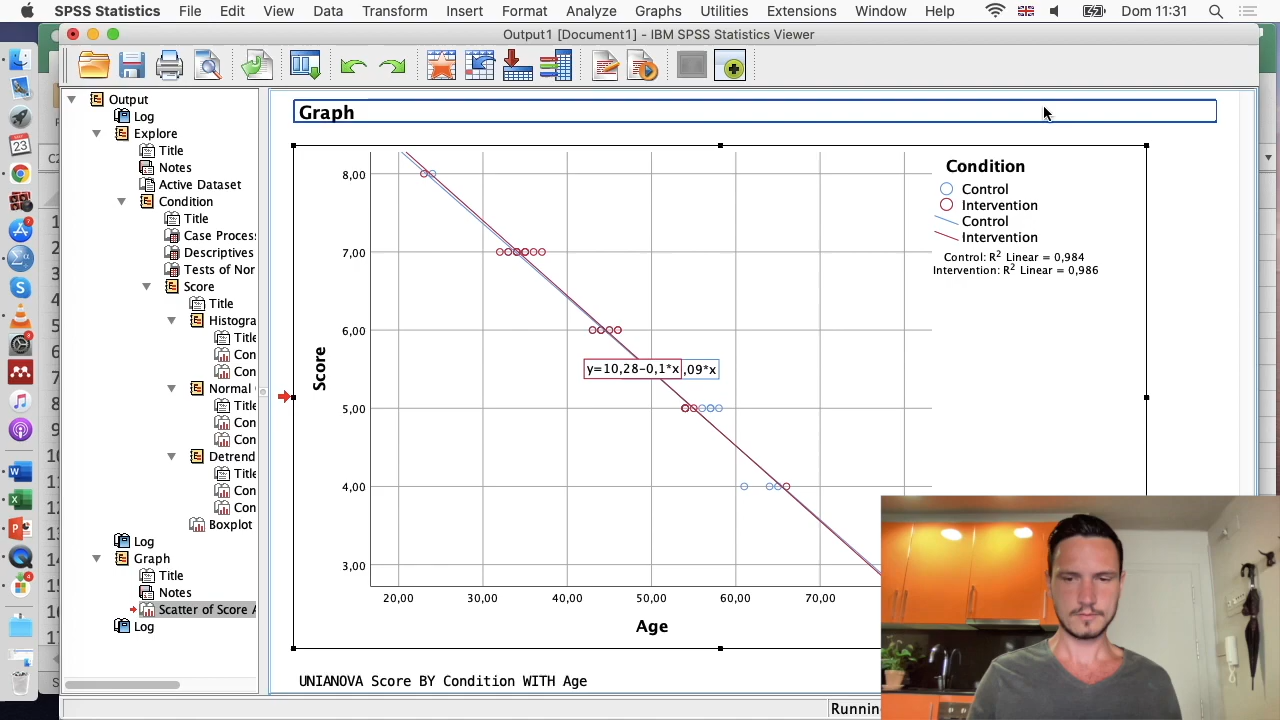 SPSS Statistics File Edit View Data Transform Insert Format Analyze Graphs Utilities Extensions Window Help Dom 11:31
Output1 [Document1] - IBM SPSS Statistics Viewer
Output
Log
Explore
Title
Notes
Active Dataset
Condition
Title
Case Proces
Descriptives
Tests of Nor
Score
Title
Histogra
Title
Con
Con
Normal
Title
Con
Con
Detrend
Title
Con
Con
Boxplot
Log
Graph
Title
Notes
Scatter of Score
Log
Graph
Condition
Control
Intervention
Control
Intervention
Control: R² Linear = 0,984
Intervention: R² Linear = 0,986
8,00
7,00
6,00
5,00
4,00
3,00
Score
y=10,28-0,1*x
,09*x
20,00 30,00 40,00 50,00 60,00 70,00
Age
UNIANOVA Score BY Condition WITH Age
Runnin